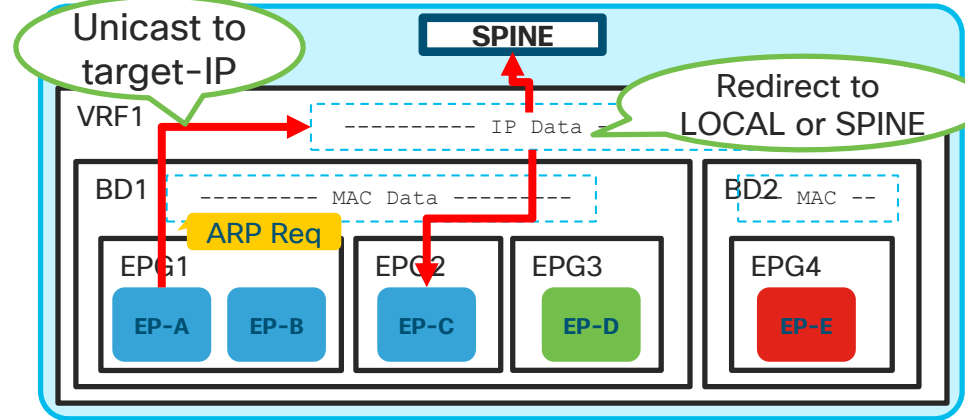 Unicast to
target-IP
SPINE
Redirect to
LOCAL or SPINE
VRF1
---------- IP Data -
BD1
-------- MAC Data ---------
BD2
-- MAC --
ARP Req
EPG1
EPG2
EPG3
EPG4
EP-A
EP-B
EP-C
EP-D
EP-E